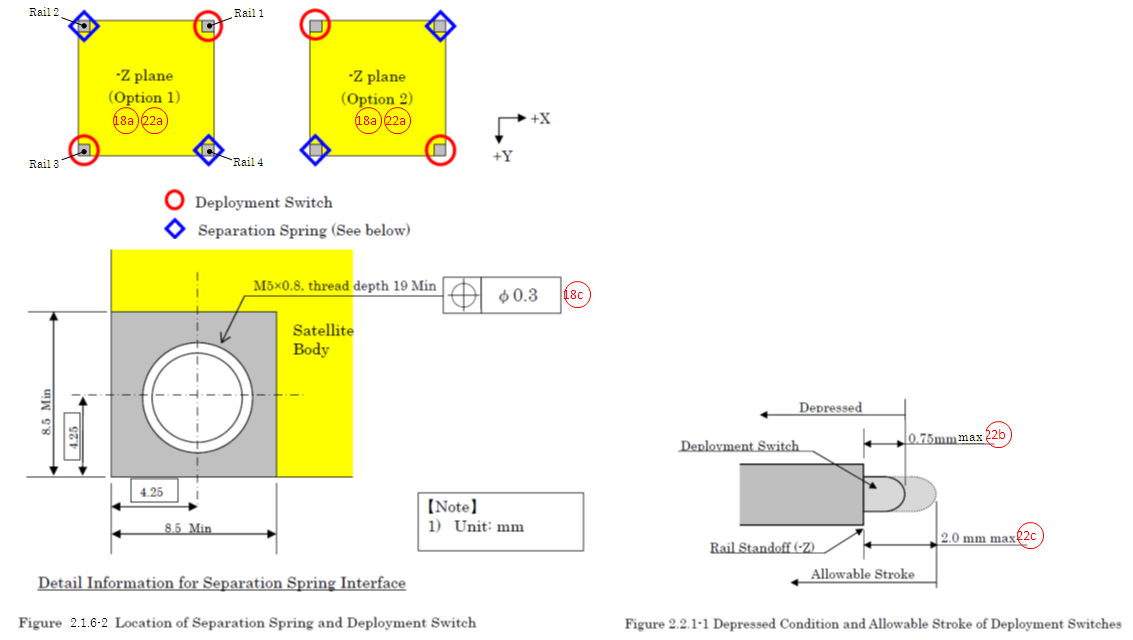 Rail 2
Rail 1
-Z plane
(Option 1)
18a 22a
Rail 3
Rail 4
-Z plane
(Option 2)
18a 22a
+X
+Y
Deployment Switch
Separation Spring (See below)
M5×0.8, thread depth 19 Min
ϕ 0.3
18c
Satellite
Body
8.5 Min
4.25
4.25
8.5 Min
【Note】
1) Unit: mm
Detail Information for Separation Spring Interface
Figure 2.1.6-2 Location of Separation Spring and Deployment Switch
Depressed
0.75mm max 22b
Deployment Switch
2.0 mm max 22c
Rail Standoff (-Z)
Allowable Stroke
Figure 2.2.1-1 Depressed Condition and Allowable Stroke of Deployment Switches